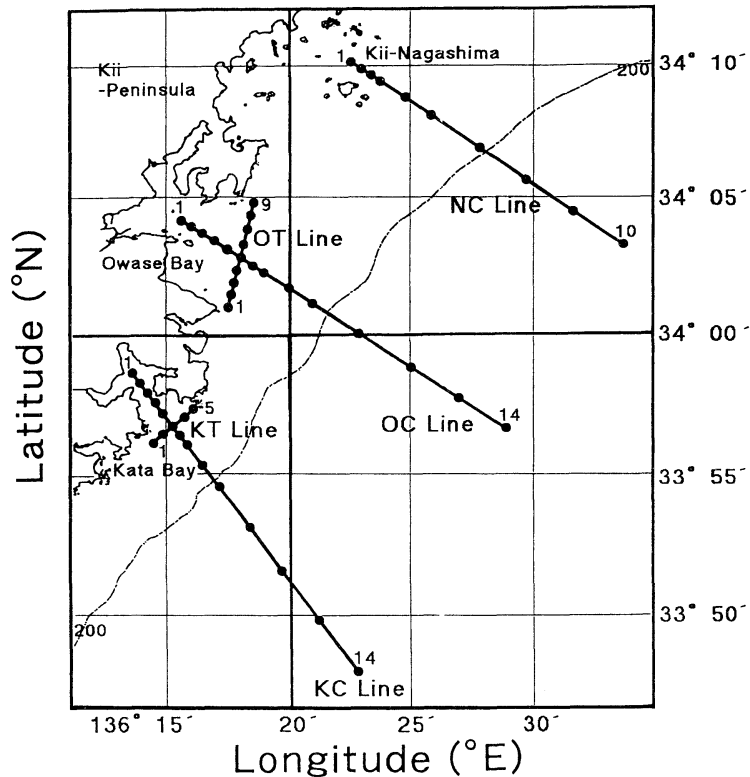 1 Kii-Nagashima
Kii
-Peninsula
200
34° 10´
9
1
34° 05´
NC Line
OT Line
10
Owase Bay
1
34° 00´
1
5
14
KT Line
OC Line
1
Kata Bay
33° 55´
200
33° 50´
14
KC Line
136° 15´
20´
25´
30´
Longitude (°E)
Latitude (°N)